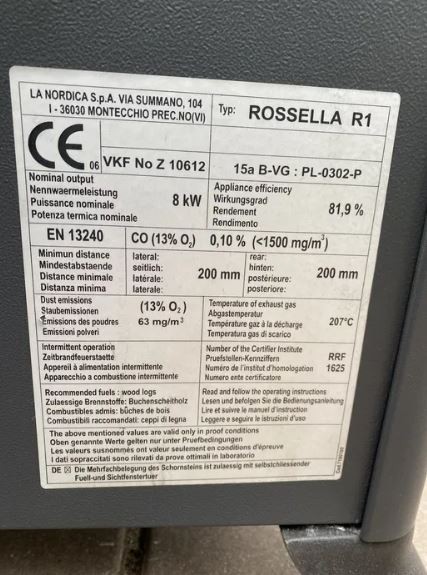 LA NORDICA S.p.A. VIA SUMMANO, 104
I - 36030 MONTECCHIO PREC.NO(VI)
Typ: ROSSELLA R1
CE 06
VKF No Z 10612
15a B-VG : PL-0302-P
Nominal output
Nennwaermeleistung
Puissance nominale
Potenza termica nominale
8 kW
Appliance efficiency
Wirkungsgrad
Rendement
Rendimento
81,9 %
EN 13240
CO (13% O₂) 0,10 % (<1500 mg/m³)
Minimun distance
Mindestabstaende
Distance minimale
Distanza minima
lateral:
seitlich:
latérale:
laterale:
200 mm
rear:
hinten:
postérieure:
posteriore:
200 mm
Dust emissions
Staubemissionen
Émissions des poudres
Emissioni polveri
(13% O₂)
63 mg/m³
Temperature of exhaust gas
Abgastemperatur
Température gaz à la décharge
Temperatura gas di scarico
207°C
Intermittent operation
Zeitbrandfeuerstaette
Appareil à alimentation intermittente
Apparecchio a combustione intermittente
Number of the Certifier Institute
Pruefstellen-Kennziffern
Numéro de l'institut d'homologation
Numero ente certificatore
RRF
1625
Recommended fuels : wood logs
Zulaessige Brennstoffe: Buchenscheitholz
Combustibles admis: bûches de bois
Combustibili raccomandati: ceppi di legna
Read and follow the operating instructions
Lesen und befolgen Sie die Bedienungsanleitung
Lire et suivre le manuel d'instruction
Leggere e seguire le istruzioni d'uso
The above mentioned values are valid only in proof conditions
Oben genannte Werte gelten nur unter Pruefbedingungen
Les valeurs susnommés ont valeur seulement en conditions d'épreuve
I dati sopracitati sono rilevati da prove ottimali in laboratorio
DE ☒ Die Mehrfachbelegung des Schornsteins ist zulaessig mit selbstchliessender
Fuell-und Sichtfenstertuer